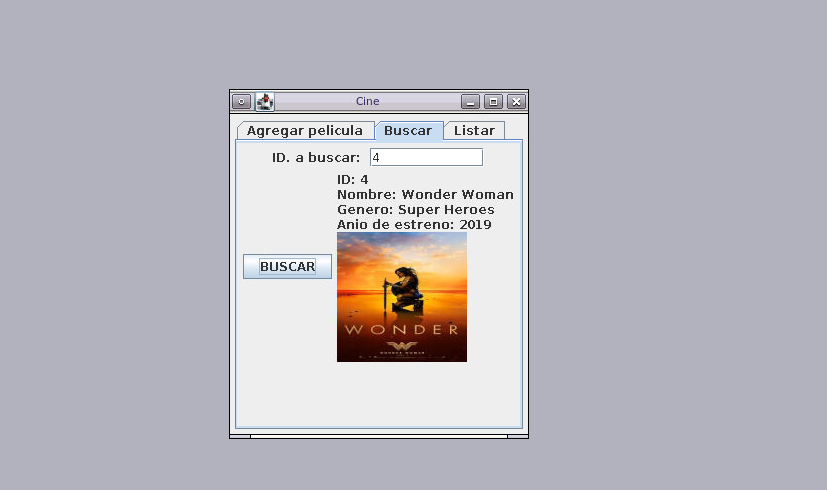 Cine
Agregar pelicula Buscar Listar
ID. a buscar: 4
ID: 4
Nombre: Wonder Woman
Genero: Super Heroes
Anio de estreno: 2019
BUSCAR
WONDER
WONDER WOMAN